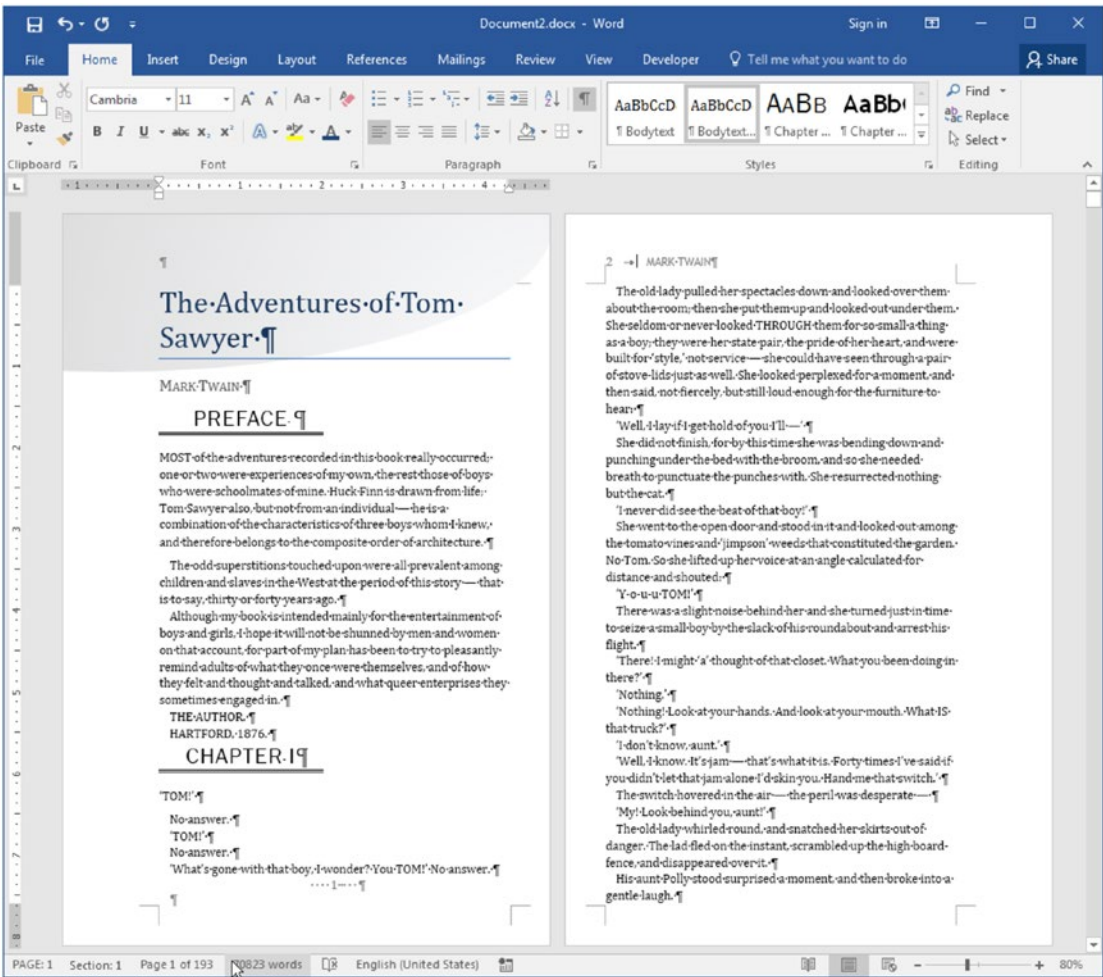 Document2.docx - Word
Sign in
File Home Insert Design Layout References Mailings Review View Developer Tell me what you want to do Share
Paste
Cambria 11 Aa
B I U abc x₂ x² A ab A
AaBbCcD AaBbCcD AABB AaBb(
¶ Bodytext ¶ Bodytext... ¶ Chapter ... ¶ Chapter ...
Find
Replace
Select
Clipboard Font Paragraph Styles Editing
¶
The Adventures of Tom
Sawyer ¶
MARK TWAIN ¶
PREFACE ¶
MOST of the adventures recorded in this book really occurred;
one or two were experiences of my own, the rest those of boys
who were schoolmates of mine. Huck Finn is drawn from life;
Tom Sawyer also, but not from an individual — he is a
combination of the characteristics of three boys whom I knew,
and therefore belongs to the composite order of architecture. ¶
The odd superstitions touched upon were all prevalent among
children and slaves in the West at the period of this story — that
is to say, thirty or forty years ago. ¶
Although my book is intended mainly for the entertainment of
boys and girls, I hope it will not be shunned by men and women
on that account, for part of my plan has been to try to pleasantly
remind adults of what they once were themselves, and of how
they felt and thought and talked, and what queer enterprises they
sometimes engaged in. ¶
THE AUTHOR. ¶
HARTFORD, 1876. ¶
CHAPTER I¶
'TOM!' ¶
No answer. ¶
'TOM!' ¶
No answer. ¶
'What's gone with that boy, I wonder? You TOM!' No answer. ¶
1 ¶
¶
2 MARK TWAIN¶
The old lady pulled her spectacles down and looked over them
about the room; then she put them up and looked out under them.
She seldom or never looked THROUGH them for so small a thing
as a boy; they were her state pair, the pride of her heart, and were
built for 'style,' not service — she could have seen through a pair
of stove-lids just as well. She looked perplexed for a moment, and
then said, not fiercely, but still loud enough for the furniture to
hear: ¶
'Well, I lay if I get hold of you I'll —' ¶
She did not finish, for by this time she was bending down and
punching under the bed with the broom, and so she needed
breath to punctuate the punches with. She resurrected nothing
but the cat. ¶
'I never did see the beat of that boy!' ¶
She went to the open door and stood in it and looked out among
the tomato vines and 'jimpson' weeds that constituted the garden.
No Tom. So she lifted up her voice at an angle calculated for
distance and shouted: ¶
'Y-o-u-u TOM!' ¶
There was a slight noise behind her and she turned just in time
to seize a small boy by the slack of his roundabout and arrest his
flight. ¶
'There! I might 'a' thought of that closet. What you been doing in
there?' ¶
'Nothing.' ¶
'Nothing! Look at your hands. And look at your mouth. What IS
that truck?' ¶
'I don't know, aunt.' ¶
'Well, I know. It's jam — that's what it is. Forty times I've said if
you didn't let that jam alone I'd skin you. Hand me that switch.' ¶
The switch hovered in the air — the peril was desperate — ¶
'My! Look behind you, aunt!' ¶
The old lady whirled round, and snatched her skirts out of
danger. The lad fled on the instant, scrambled up the high board-
fence, and disappeared over it. ¶
His aunt Polly stood surprised a moment, and then broke into a
gentle laugh. ¶
PAGE: 1 Section: 1 Page 1 of 193 words English (United States) 80%